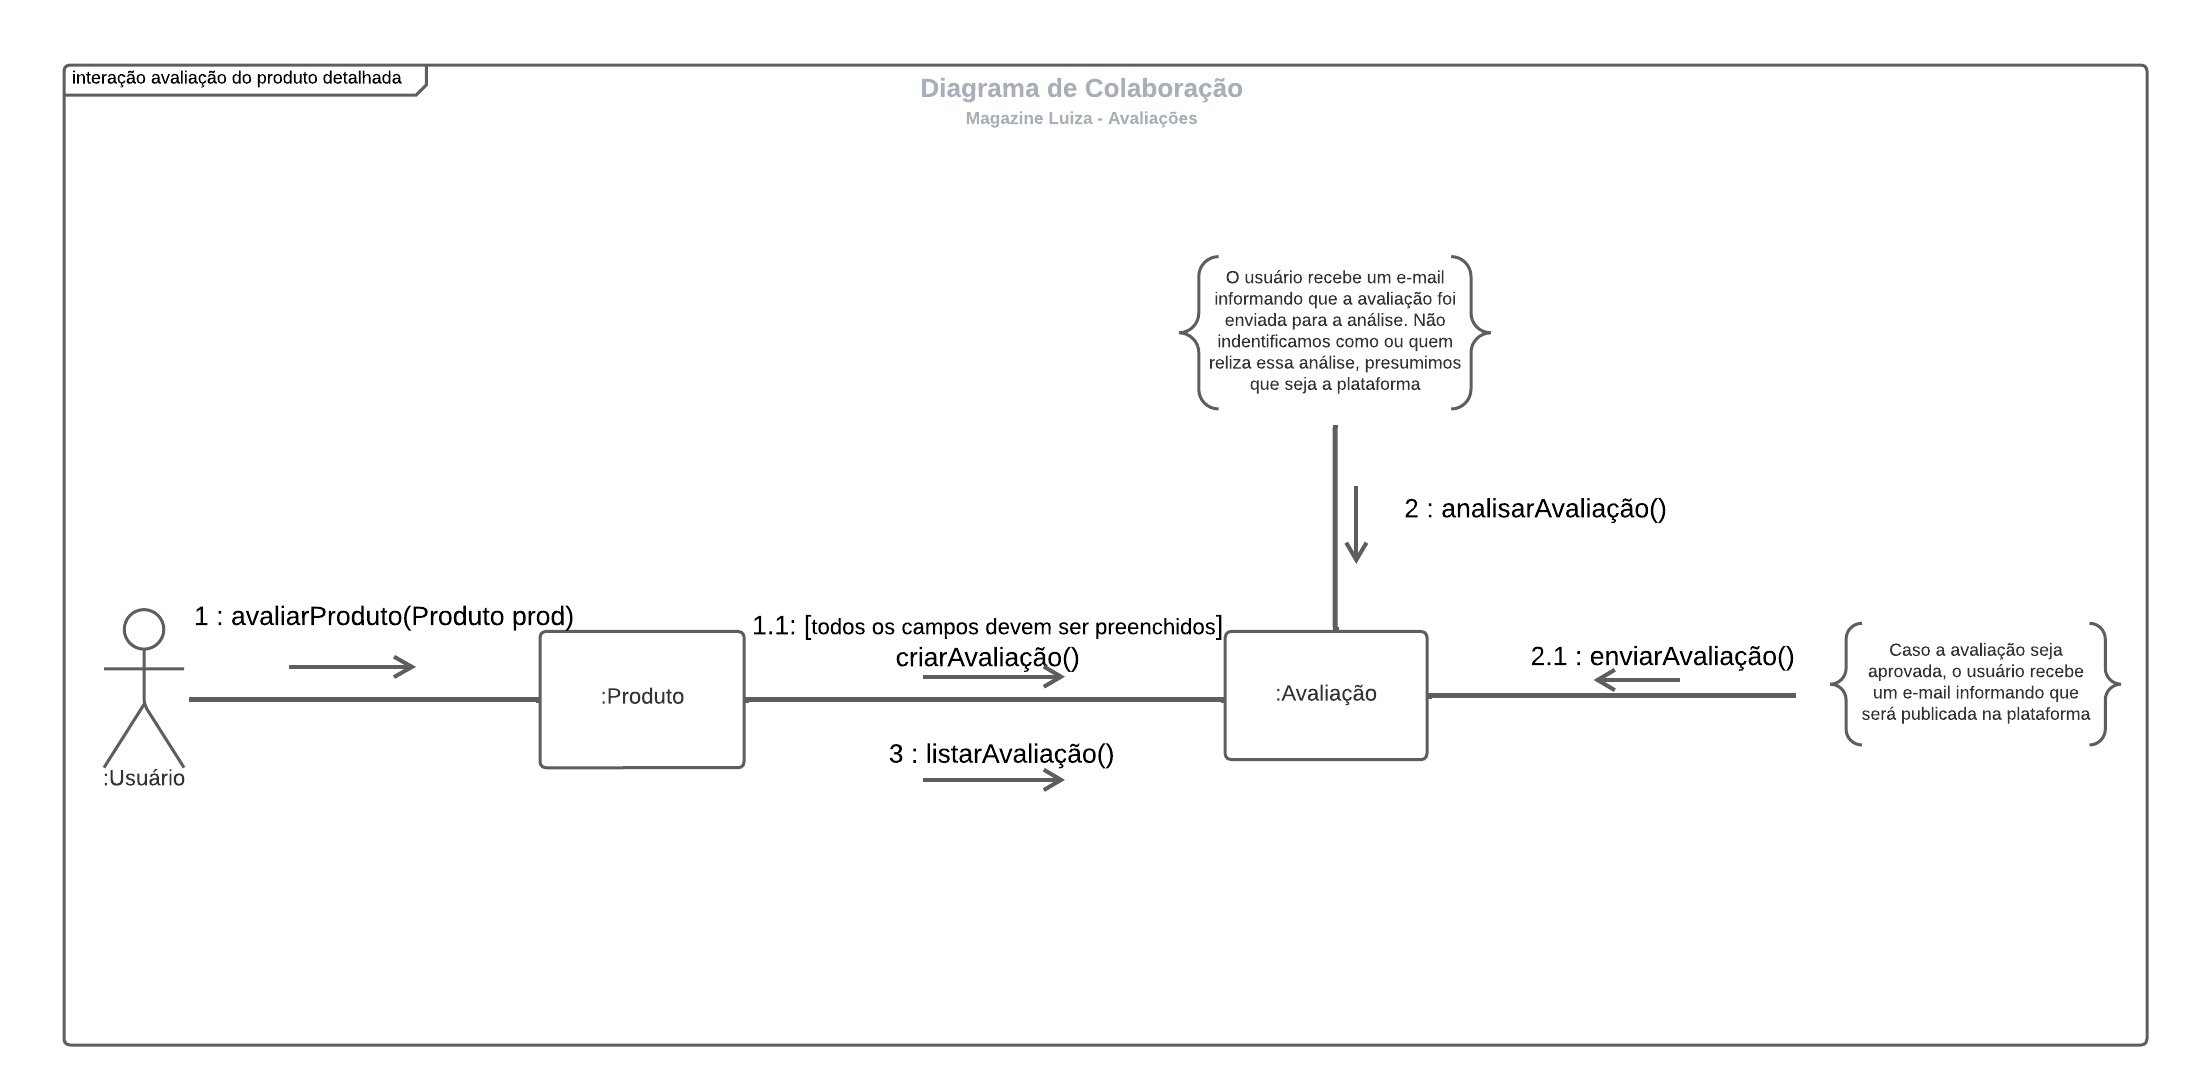 interação avaliação do produto detalhada
Diagrama de Colaboração
Magazine Luiza - Avaliações
O usuário recebe um e-mail
informando que a avaliação foi
enviada para a análise. Não
indentificamos como ou quem
reliza essa análise, presumimos
que seja a plataforma
2 : analisarAvaliação()
1 : avaliarProduto(Produto prod)
1.1: [todos os campos devem ser preenchidos]
criarAvaliação()
2.1 : enviarAvaliação()
Caso a avaliação seja
aprovada, o usuário recebe
um e-mail informando que
será publicada na plataforma
:Produto
:Avaliação
3 : listarAvaliação()
:Usuário